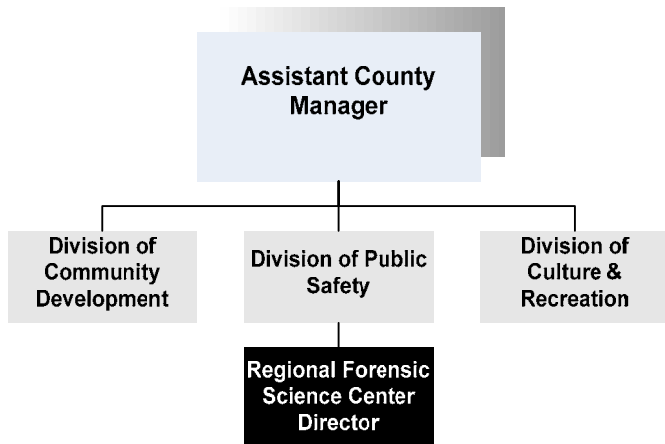 Assistant County
Manager
Division of
Community
Development
Division of Public
Safety
Division of
Culture &
Recreation
Regional Forensic
Science Center
Director